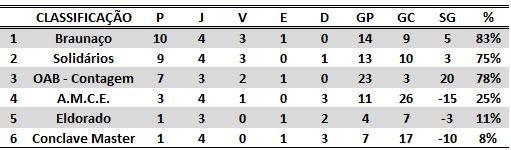 CLASSIFICAÇÃO P J V E D GP GC SG %
1 Braunaço 10 4 3 1 0 14 9 5 83%
2 Solidários 9 4 3 0 1 13 10 3 75%
3 OAB - Contagem 7 3 2 1 0 23 3 20 78%
4 A.M.C.E. 3 4 1 0 3 11 26 -15 25%
5 Eldorado 1 3 0 1 2 4 7 -3 11%
6 Conclave Master 1 4 0 1 3 7 17 -10 8%